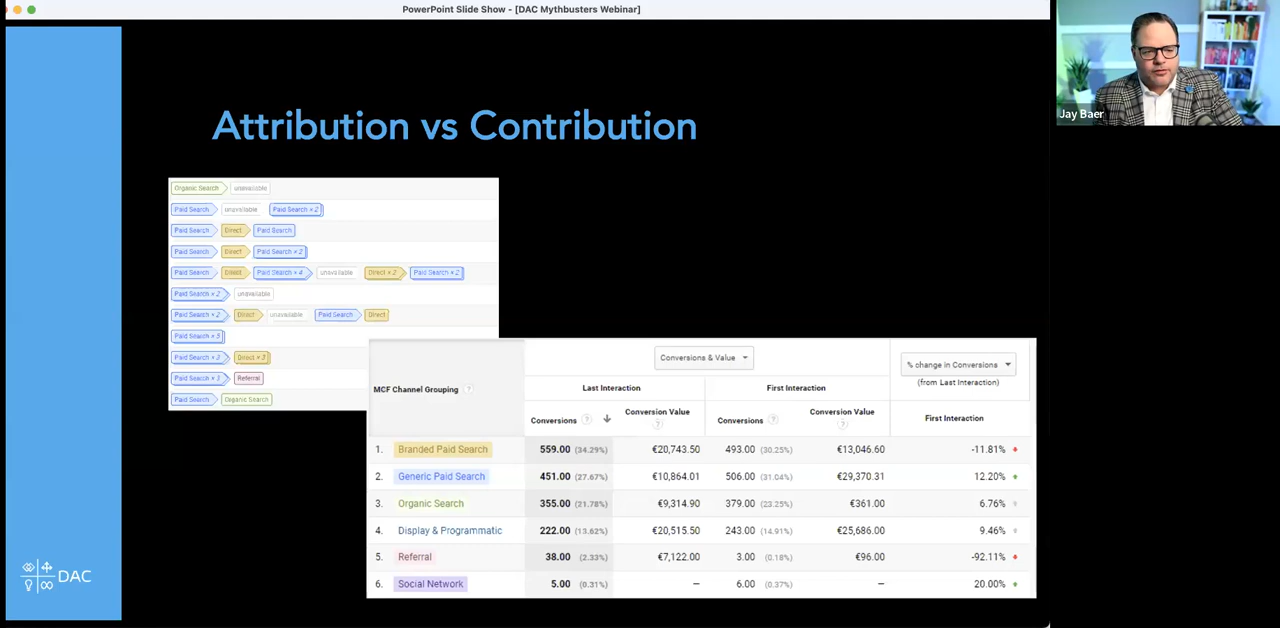 PowerPoint Slide Show - [DAC Mythbusters Webinar]
Jay Baer
Attribution vs Contribution
Organic Search unavailable
Paid Search unavailable Paid Search × 2
Paid Search Direct Paid Search
Paid Search Direct Paid Search × 2
Paid Search Direct Paid Search × 4 unavailable Direct × 2 Paid Search × 2
Paid Search × 2 unavailable
Paid Search × 2 Direct unavailable Paid Search Direct
Paid Search
Paid Search Direct × 3
Paid Search Referral
Paid Search Organic Search
Conversions & Value % change in Conversions
(from Last Interaction)
MCF Channel Grouping ? Last Interaction First Interaction
Conversions ? Conversion Value ? Conversions ? Conversion Value ? First Interaction
1. Branded Paid Search 559.00 (34.29%) €20,743.50 493.00 (30.25%) €13,046.60 -11.81%
2. Generic Paid Search 451.00 (27.67%) €10,864.01 506.00 (31.04%) €29,370.31 12.20%
3. Organic Search 355.00 (21.78%) €9,314.90 379.00 (23.25%) €361.00 6.76%
4. Display & Programmatic 222.00 (13.62%) €20,515.50 243.00 (14.91%) €25,686.00 9.46%
5. Referral 38.00 (2.33%) €7,122.00 3.00 (0.18%) €96.00 -92.11%
6. Social Network 5.00 (0.31%) — 6.00 (0.37%) — 20.00%
DAC